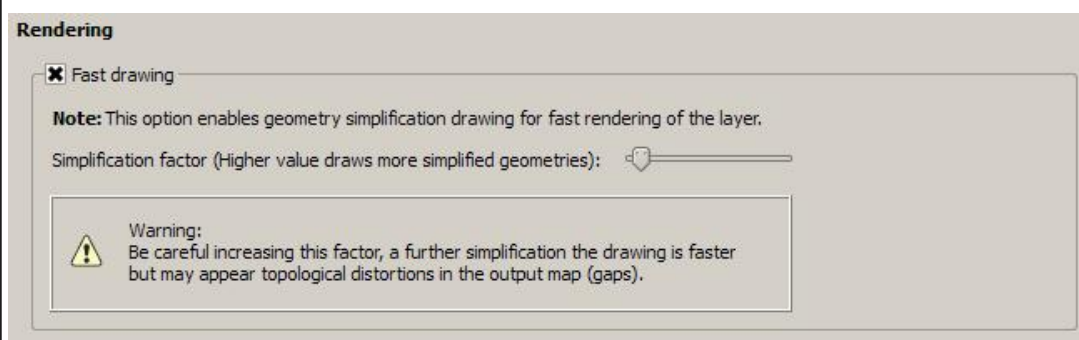 Rendering
Fast drawing
Note: This option enables geometry simplification drawing for fast rendering of the layer.
Simplification factor (Higher value draws more simplified geometries):
Warning:
Be careful increasing this factor, a further simplification the drawing is faster
but may appear topological distortions in the output map (gaps).